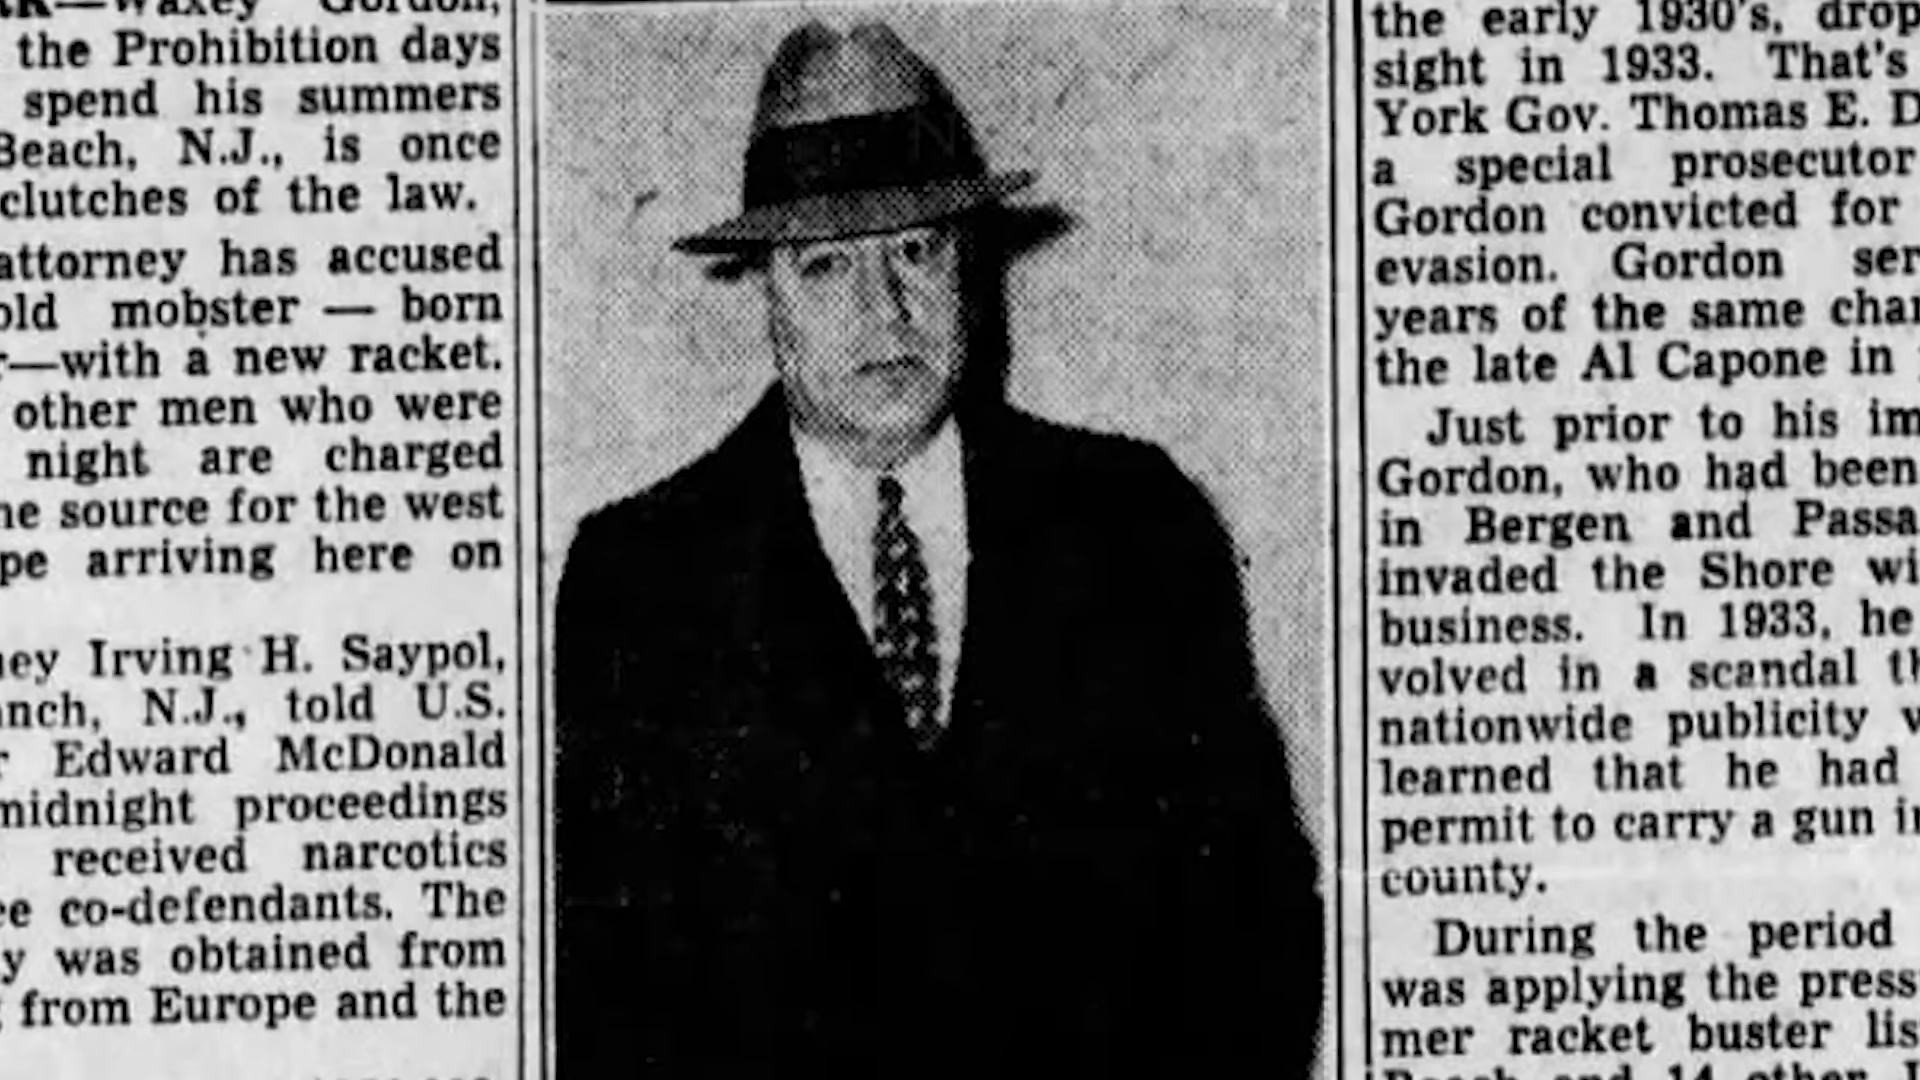 Waxey Gordon,
the Prohibition days
spend his summers
Beach, N.J., is once
clutches of the law.
attorney has accused
old mobster — born
—with a new racket.
other men who were
night are charged
source for the west
arriving here on
Irving H. Saypol,
N.J., told U.S.
Edward McDonald
midnight proceedings
received narcotics
co-defendants. The
was obtained from
from Europe and the
the early 1930's, drop
sight in 1933. That's
York Gov. Thomas E. D
a special prosecutor
Gordon convicted for
evasion. Gordon ser
years of the same char
the late Al Capone in
Just prior to his im
Gordon, who had been
in Bergen and Passa
invaded the Shore wi
business. In 1933, he
volved in a scandal th
nationwide publicity
learned that he had
permit to carry a gun in
county.
During the period
was applying the press
mer racket buster lis
14 other